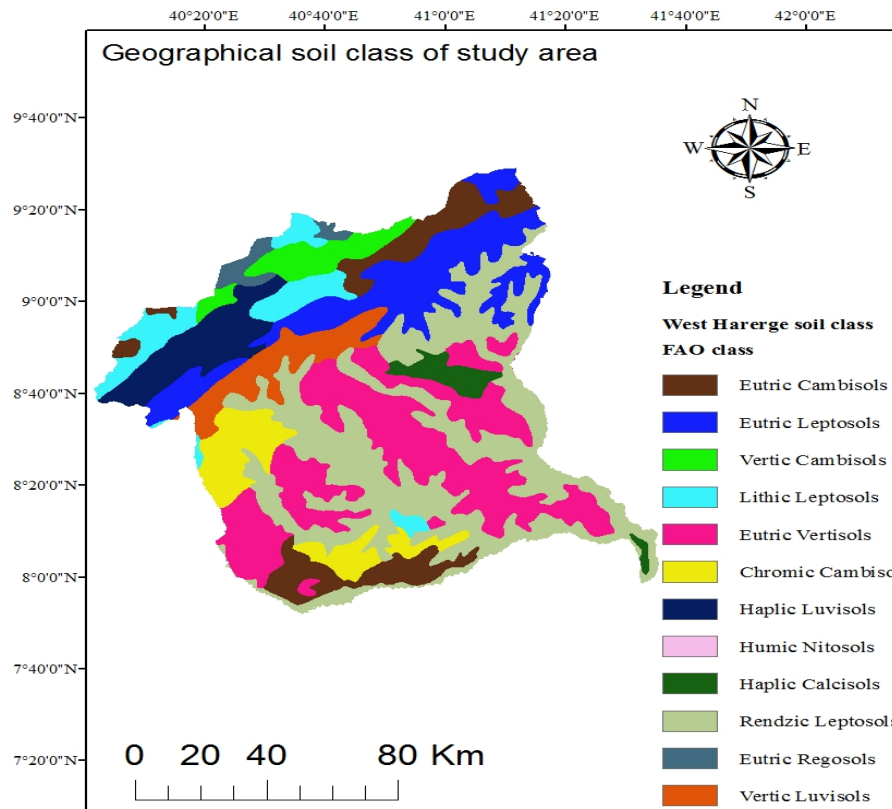 40°20'0"E 40°40'0"E 41°0'0"E 41°20'0"E 41°40'0"E 42°0'0"E
Geographical soil class of study area
9°40'0"N
9°20'0"N
9°0'0"N
8°40'0"N
8°20'0"N
8°0'0"N
7°40'0"N
7°20'0"N
N
W E
S
Legend
West Harerge soil class
FAO class
Eutric Cambisols
Eutric Leptosols
Vertic Cambisols
Lithic Leptosols
Eutric Vertisols
Chromic Cambiso
Haplic Luvisols
Humic Nitosols
Haplic Calcisols
Rendzic Leptosols
Eutric Regosols
Vertic Luvisols
0 20 40 80 Km